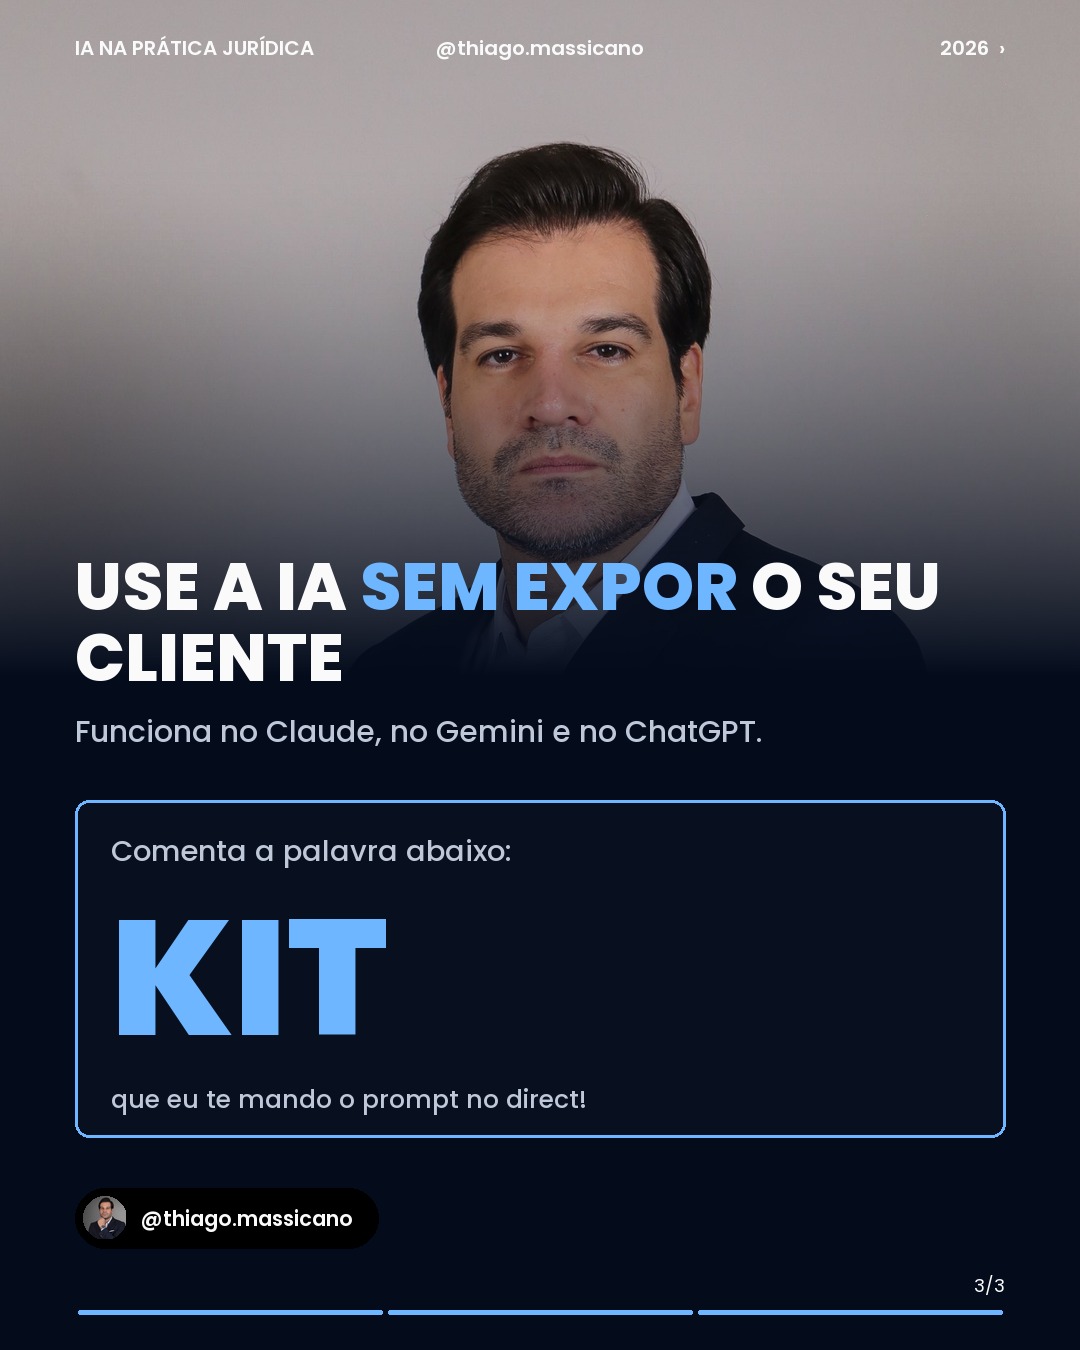 IA NA PRÁTICA JURÍDICA
@thiago.massicano
2026 ›
USE A IA SEM EXPOR O SEU
CLIENTE
Funciona no Claude, no Gemini e no ChatGPT.
Comenta a palavra abaixo:
KIT
que eu te mando o prompt no direct!
@thiago.massicano
3/3